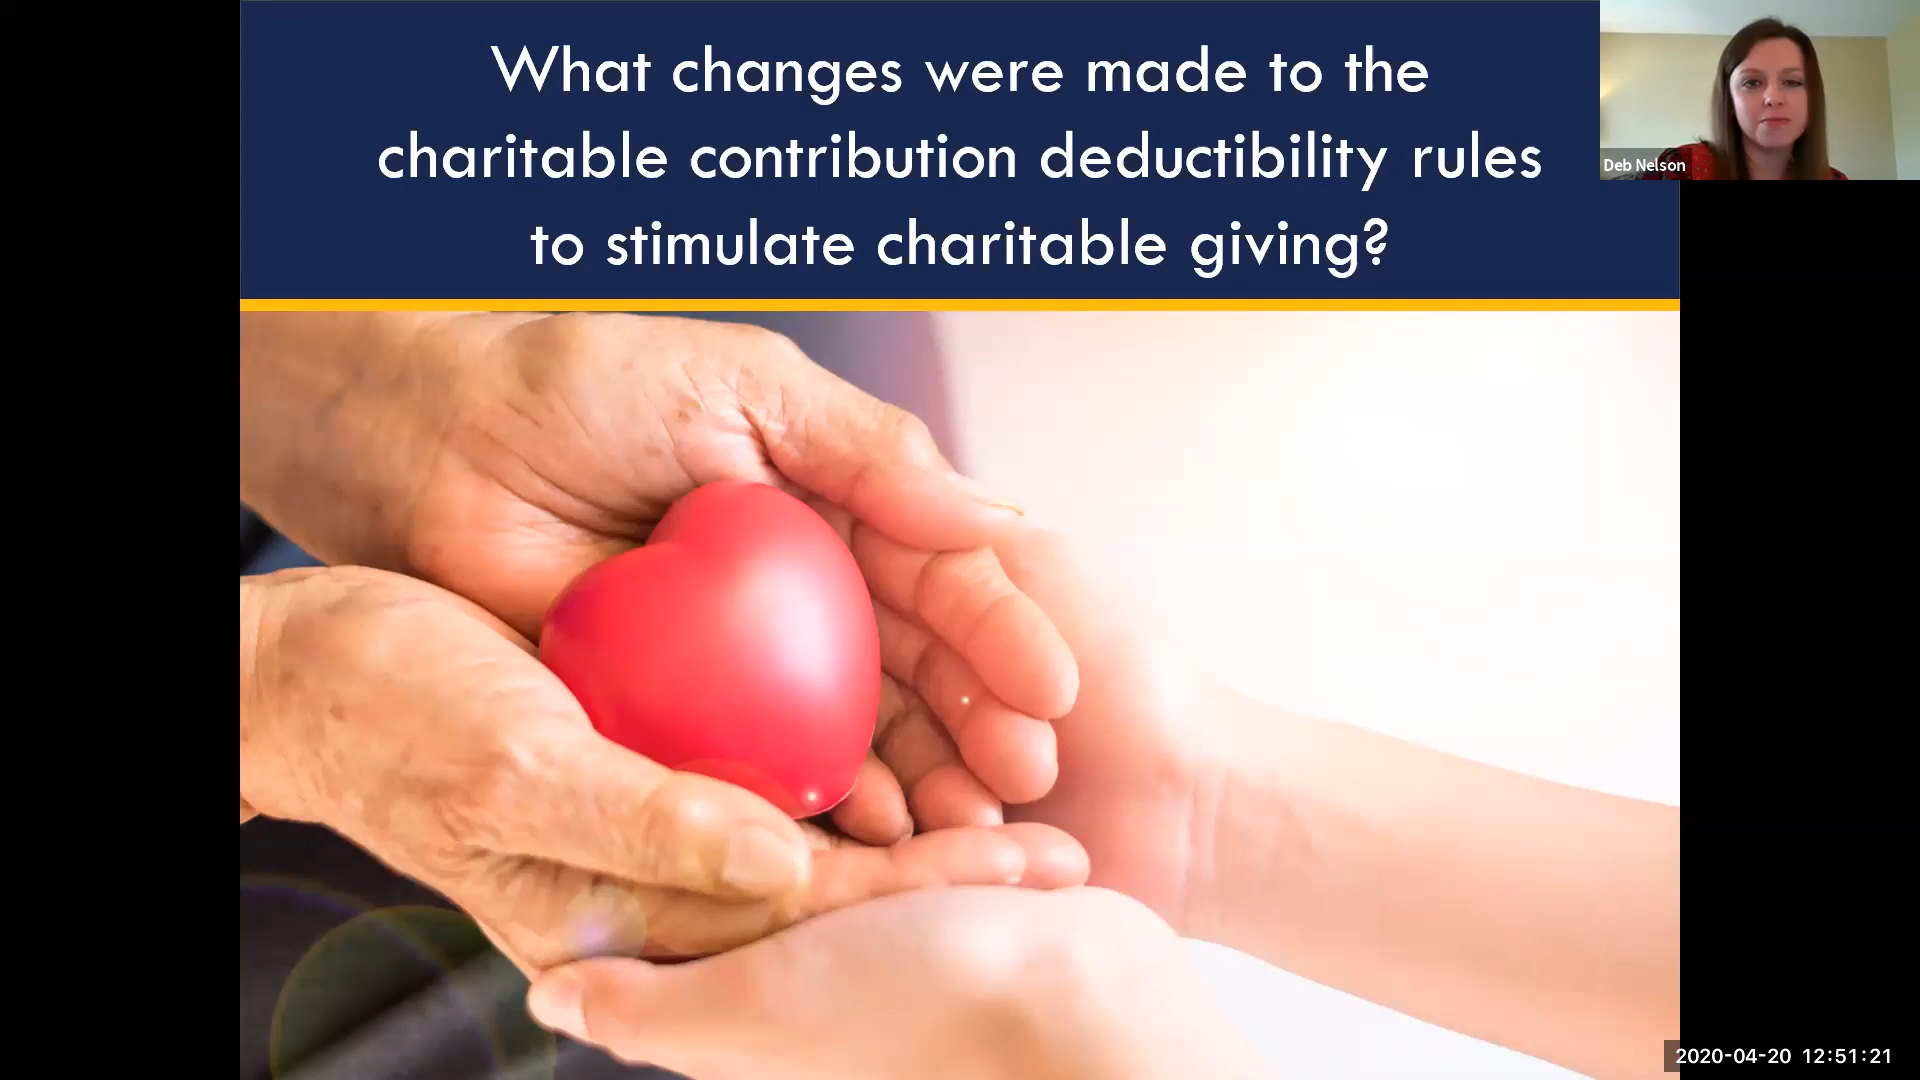 What changes were made to the
charitable contribution deductibility rules
to stimulate charitable giving?
Deb Nelson
2020-04-20 12:51:21